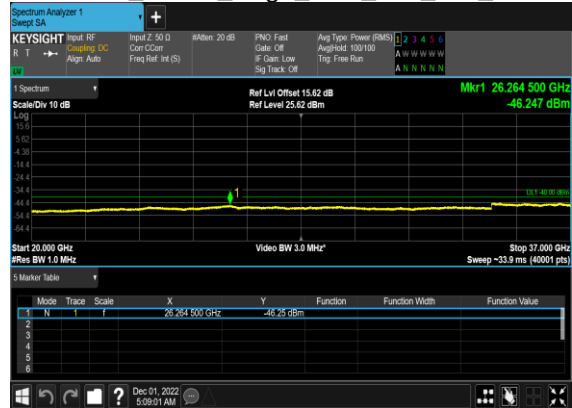 Spectrum Analyzer 1
Swept SA
+
KEYSIGHT Input: RF Input Z: 50 Ω #Atten: 20 dB PNO: Fast Avg Type: Power (RMS) 1 2 3 4 5 6
R T Coupling: DC Corr CCorr Gate: Off Avg|Hold: 100/100 A W W W W W
Align: Auto Freq Ref: Int (S) IF Gain: Low Trig: Free Run
Sig Track: Off A N N N N N
1 Spectrum Ref Lvl Offset 15.62 dB Mkr1 26.264 500 GHz
Scale/Div 10 dB Ref Level 25.62 dBm -46.247 dBm
Log
15.6
5.62
-4.38
-14.4
-24.4
-34.4 1 DL1 -40.00 dBm
-44.4
-54.4
-64.4
Start 20.000 GHz Video BW 3.0 MHz* Stop 37.000 GHz
#Res BW 1.0 MHz Sweep ~33.9 ms (40001 pts)
5 Marker Table
Mode Trace Scale X Y Function Function Width Function Value
1 N 1 f 26.264 500 GHz -46.25 dBm
2
3
4
5
6
? Dec 01, 2022
5:09:01 AM